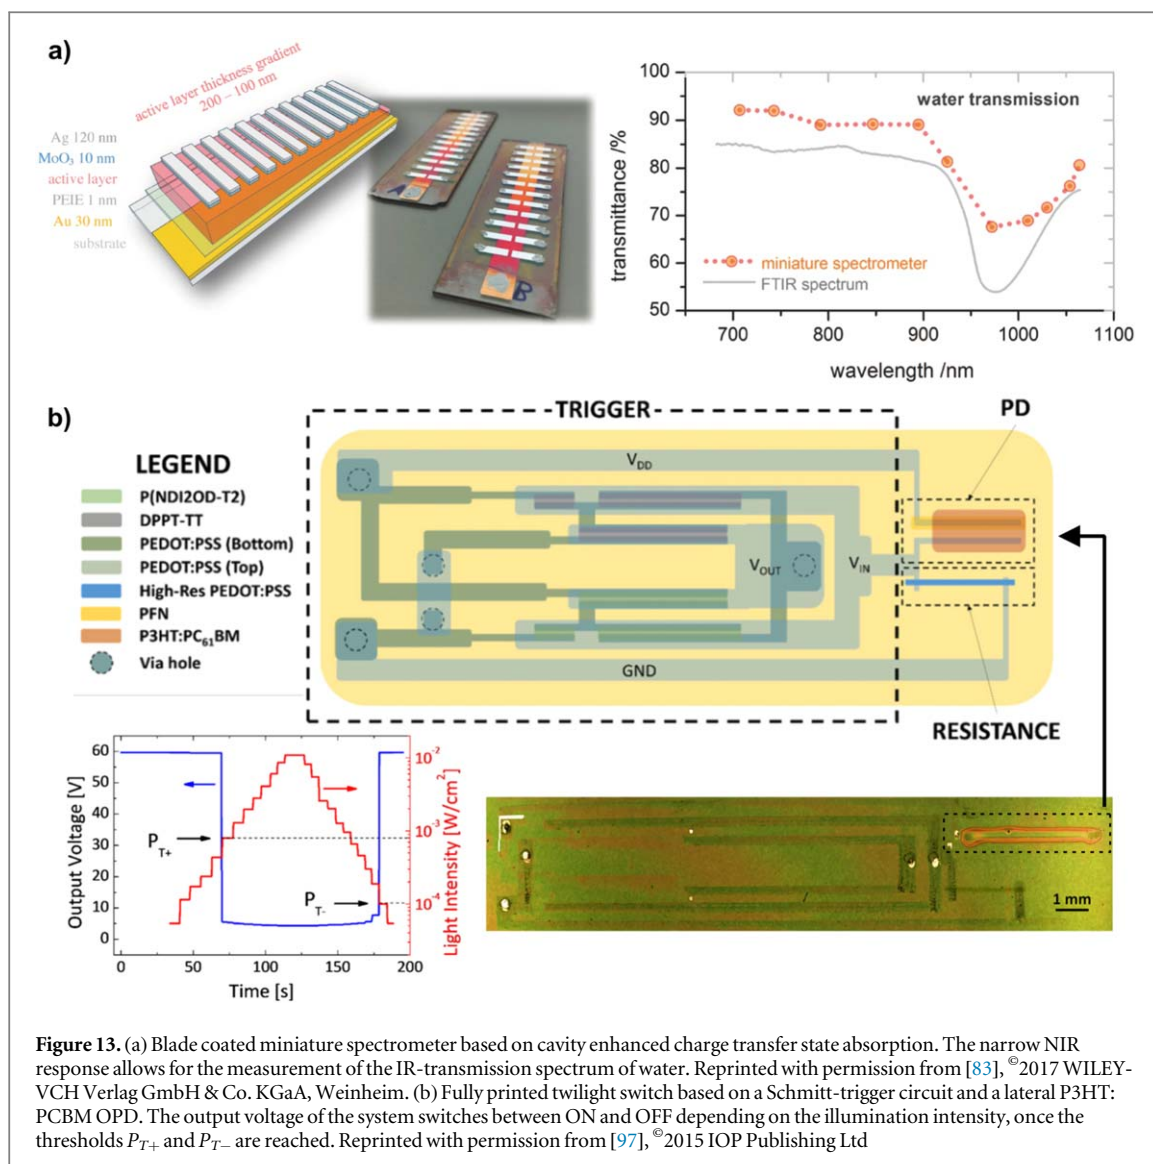 a)
active layer thickness gradient
200 – 100 nm
Ag 120 nm
MoO₃ 10 nm
active layer
PEIE 1 nm
Au 30 nm
substrate
A
B
100
90
80
70
60
50
transmittance /%
water transmission
miniature spectrometer
FTIR spectrum
700
800
900
1000
1100
wavelength /nm
b)
TRIGGER
PD
LEGEND
P(NDI2OD-T2)
DPPT-TT
PEDOT:PSS (Bottom)
PEDOT:PSS (Top)
High-Res PEDOT:PSS
PFN
P3HT:PC₆₁BM
Via hole
V_DD
V_OUT
V_IN
GND
RESISTANCE
60
50
40
30
20
10
0
Output Voltage [V]
P_T+
P_T-
10⁻²
10⁻³
10⁻⁴
Light Intensity [W/cm²]
0
50
100
150
200
Time [s]
1 mm
Figure 13. (a) Blade coated miniature spectrometer based on cavity enhanced charge transfer state absorption. The narrow NIR
response allows for the measurement of the IR-transmission spectrum of water. Reprinted with permission from [83], ©2017 WILEY-
VCH Verlag GmbH & Co. KGaA, Weinheim. (b) Fully printed twilight switch based on a Schmitt-trigger circuit and a lateral P3HT:
PCBM OPD. The output voltage of the system switches between ON and OFF depending on the illumination intensity, once the
thresholds P_T+ and P_T− are reached. Reprinted with permission from [97], ©2015 IOP Publishing Ltd